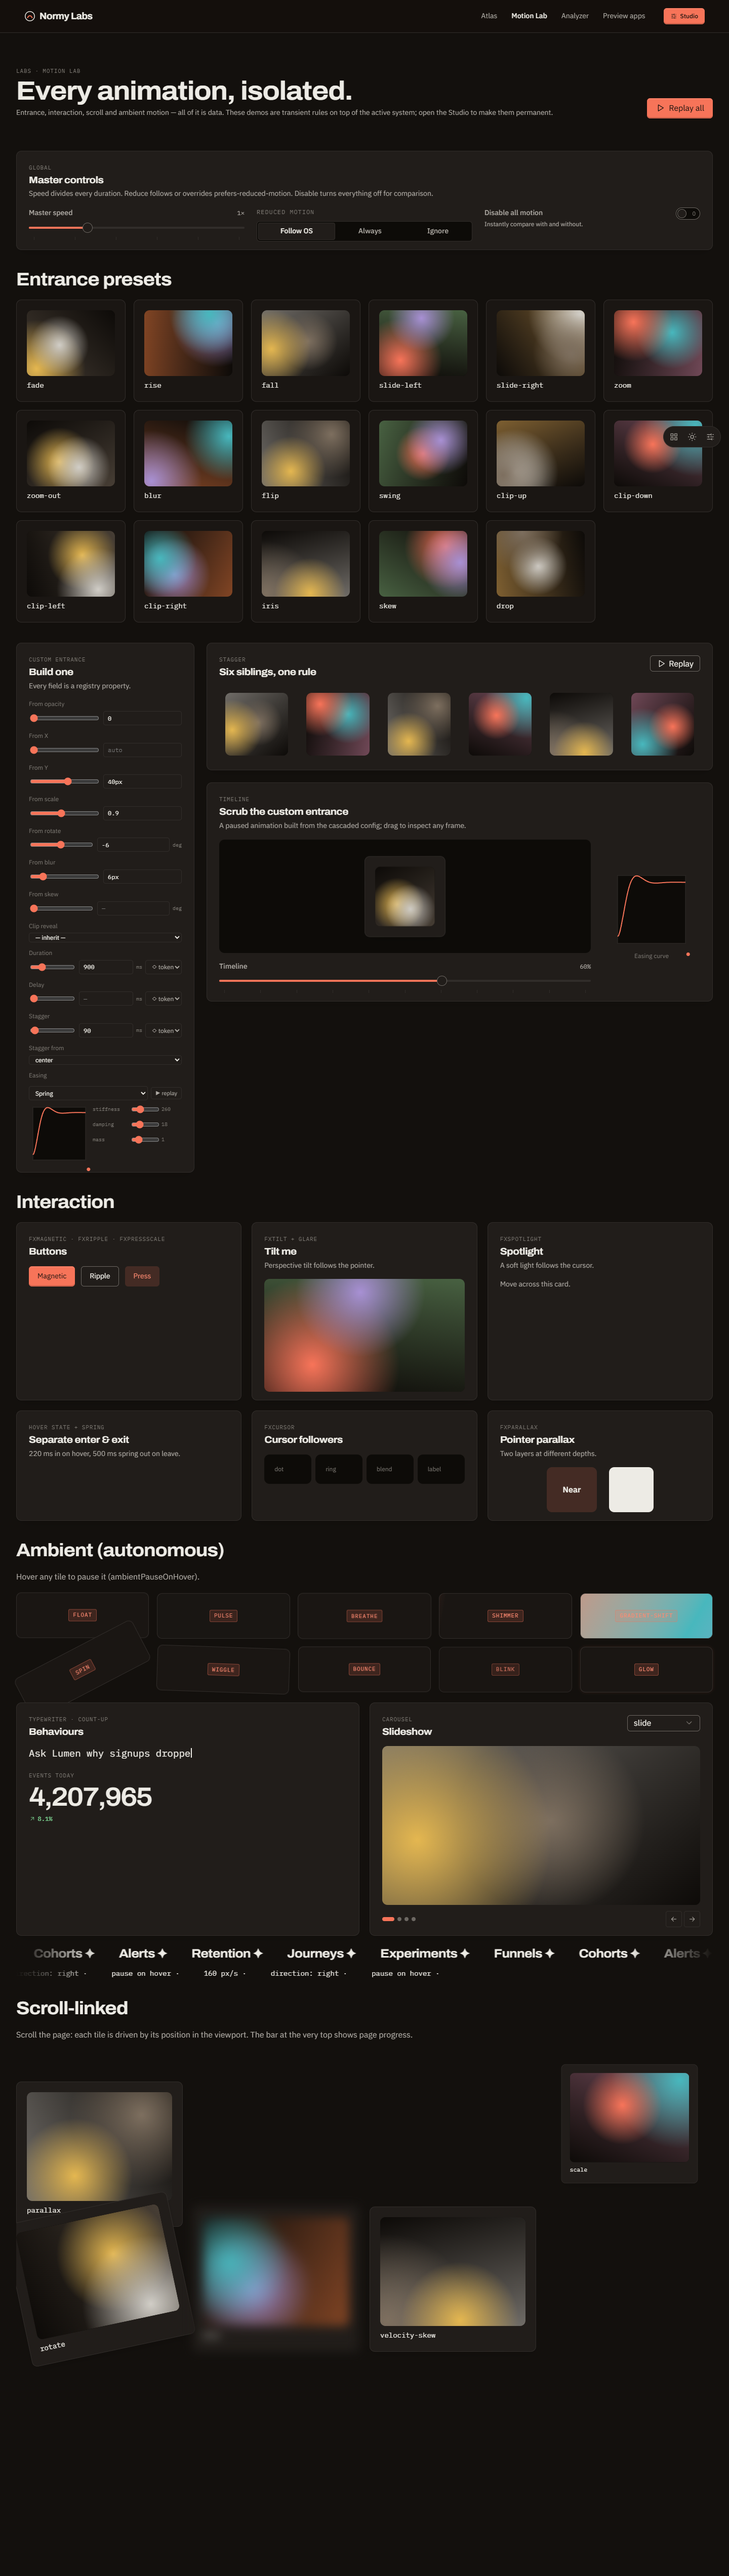 Normy Labs
Atlas
Motion Lab
Analyzer
Preview apps
Studio
LABS · MOTION LAB
Every animation, isolated.
Entrance, interaction, scroll and ambient motion — all of it is data. These demos are transient rules on top of the active system; open the Studio to make them permanent.
Replay all
GLOBAL
Master controls
Speed divides every duration. Reduce follows or overrides prefers-reduced-motion. Disable turns everything off for comparison.
Master speed
1×
REDUCED MOTION
Follow OS
Always
Ignore
Disable all motion
Instantly compare with and without.
0
Entrance presets
fade
rise
fall
slide-left
slide-right
zoom
zoom-out
blur
flip
swing
clip-up
clip-down
clip-left
clip-right
iris
skew
drop
CUSTOM ENTRANCE
Build one
Every field is a registry property.
From opacity
0
From X
auto
From Y
40px
From scale
0.9
From rotate
-6
deg
From blur
6px
From skew
—
deg
Clip reveal
— inherit —
Duration
900
ms
◇ token
Delay
—
ms
◇ token
Stagger
90
ms
◇ token
Stagger from
center
Easing
Spring
▶ replay
stiffness
260
damping
18
mass
1
STAGGER
Six siblings, one rule
Replay
TIMELINE
Scrub the custom entrance
A paused animation built from the cascaded config; drag to inspect any frame.
Timeline
60%
Easing curve
Interaction
FXMAGNETIC · FXRIPPLE · FXPRESSSCALE
Buttons
Magnetic
Ripple
Press
FXTILT + GLARE
Tilt me
Perspective tilt follows the pointer.
FXSPOTLIGHT
Spotlight
A soft light follows the cursor.
Move across this card.
HOVER STATE + SPRING
Separate enter & exit
220 ms in on hover, 500 ms spring out on leave.
FXCURSOR
Cursor followers
dot
ring
blend
label
FXPARALLAX
Pointer parallax
Two layers at different depths.
Near
Ambient (autonomous)
Hover any tile to pause it (ambientPauseOnHover).
FLOAT
PULSE
BREATHE
SHIMMER
SPIN
WIGGLE
BOUNCE
BLINK
GLOW
TYPEWRITER · COUNT-UP
Behaviours
Ask Lumen why signups droppe
EVENTS TODAY
4,207,965
↗ 8.1%
CAROUSEL
Slideshow
slide
← →
Cohorts ✦ Alerts ✦ Retention ✦ Journeys ✦ Experiments ✦ Funnels ✦ Cohorts ✦ Alerts ✦
ection: right · pause on hover · 160 px/s · direction: right · pause on hover ·
Scroll-linked
Scroll the page: each tile is driven by its position in the viewport. The bar at the very top shows page progress.
scale
parallax
rotate
velocity-skew